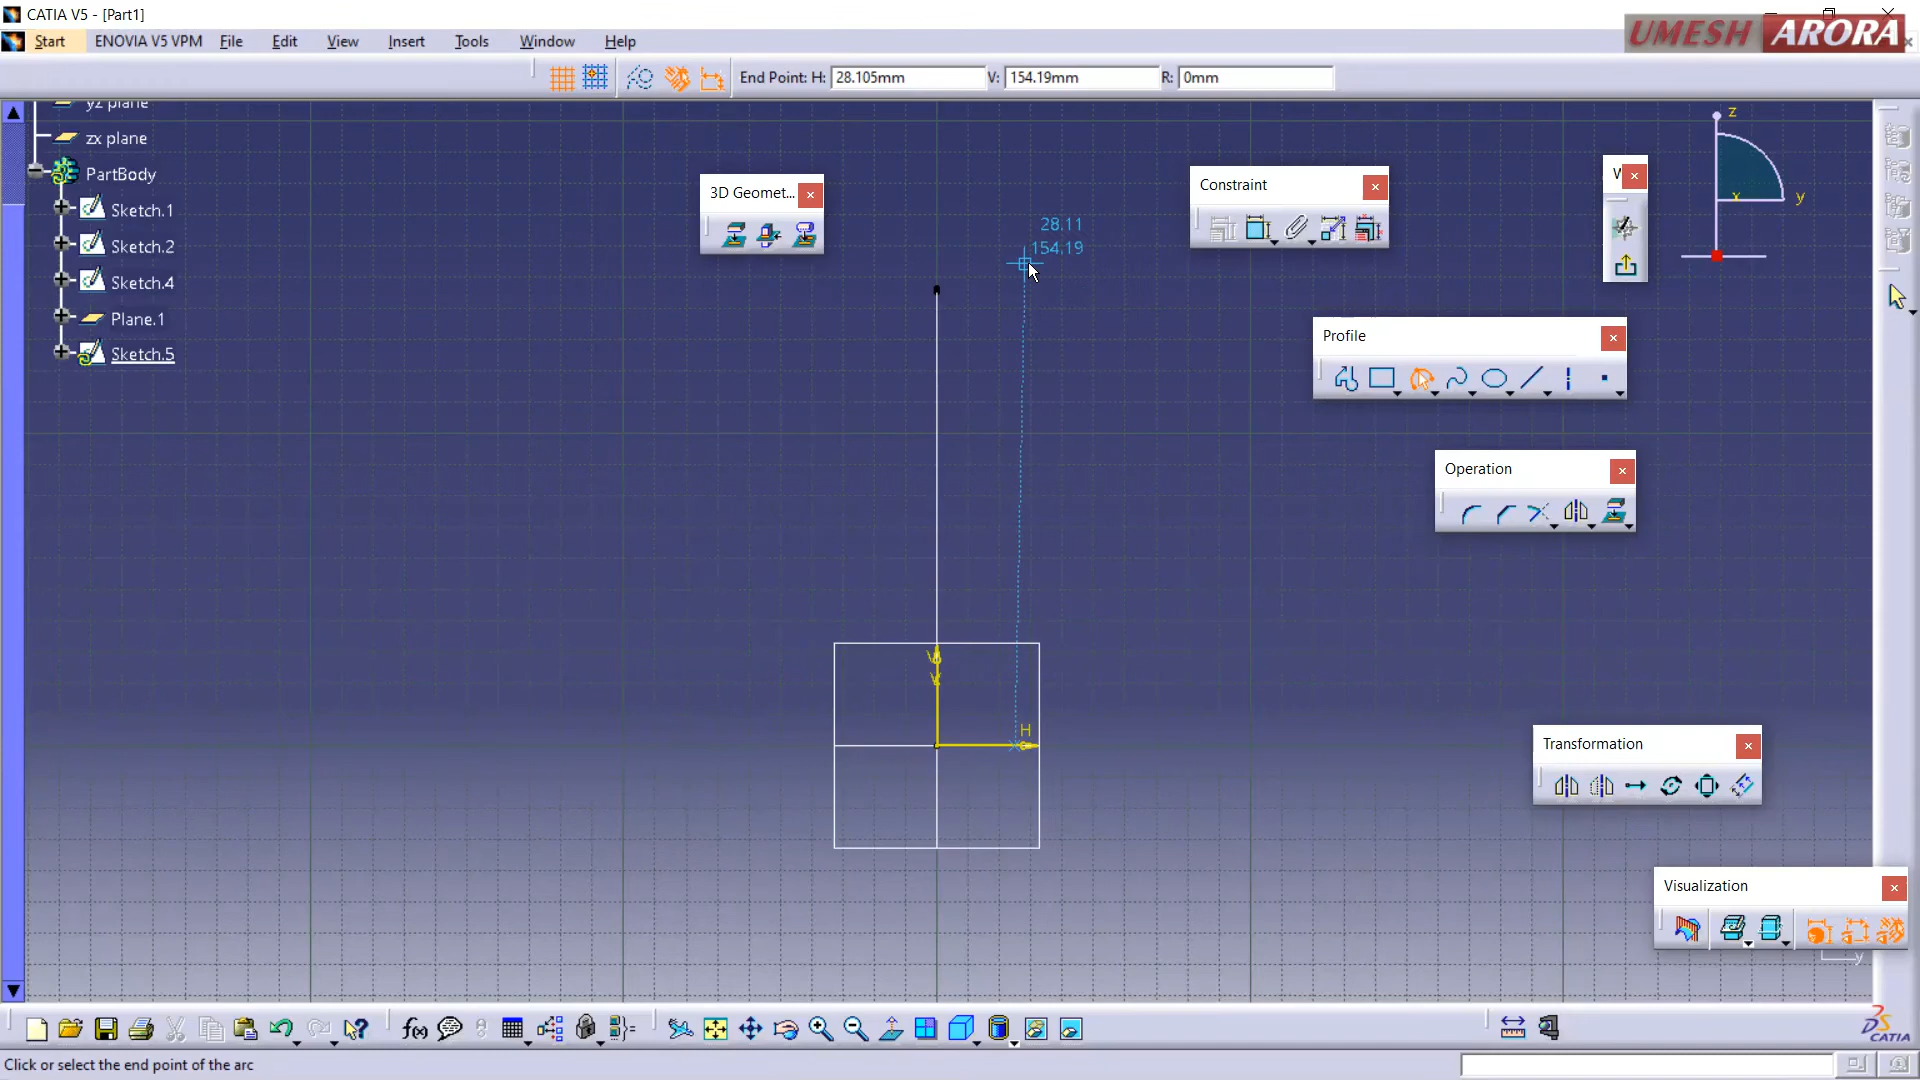 CATIA V5 - [Part1]
UMESH ARORA
Start ENOVIA V5 VPM File Edit View Insert Tools Window Help
End Point: H: 28.105mm V: 154.19mm R: 0mm
yz plane
zx plane
PartBody
Sketch.1
Sketch.2
Sketch.4
Plane.1
Sketch.5
3D Geomet...
Constraint
28.11
154.19
z
x
y
Profile
Operation
V
V
H
Transformation
Visualization
y
f(x)
CATIA
Click or select the end point of the arc